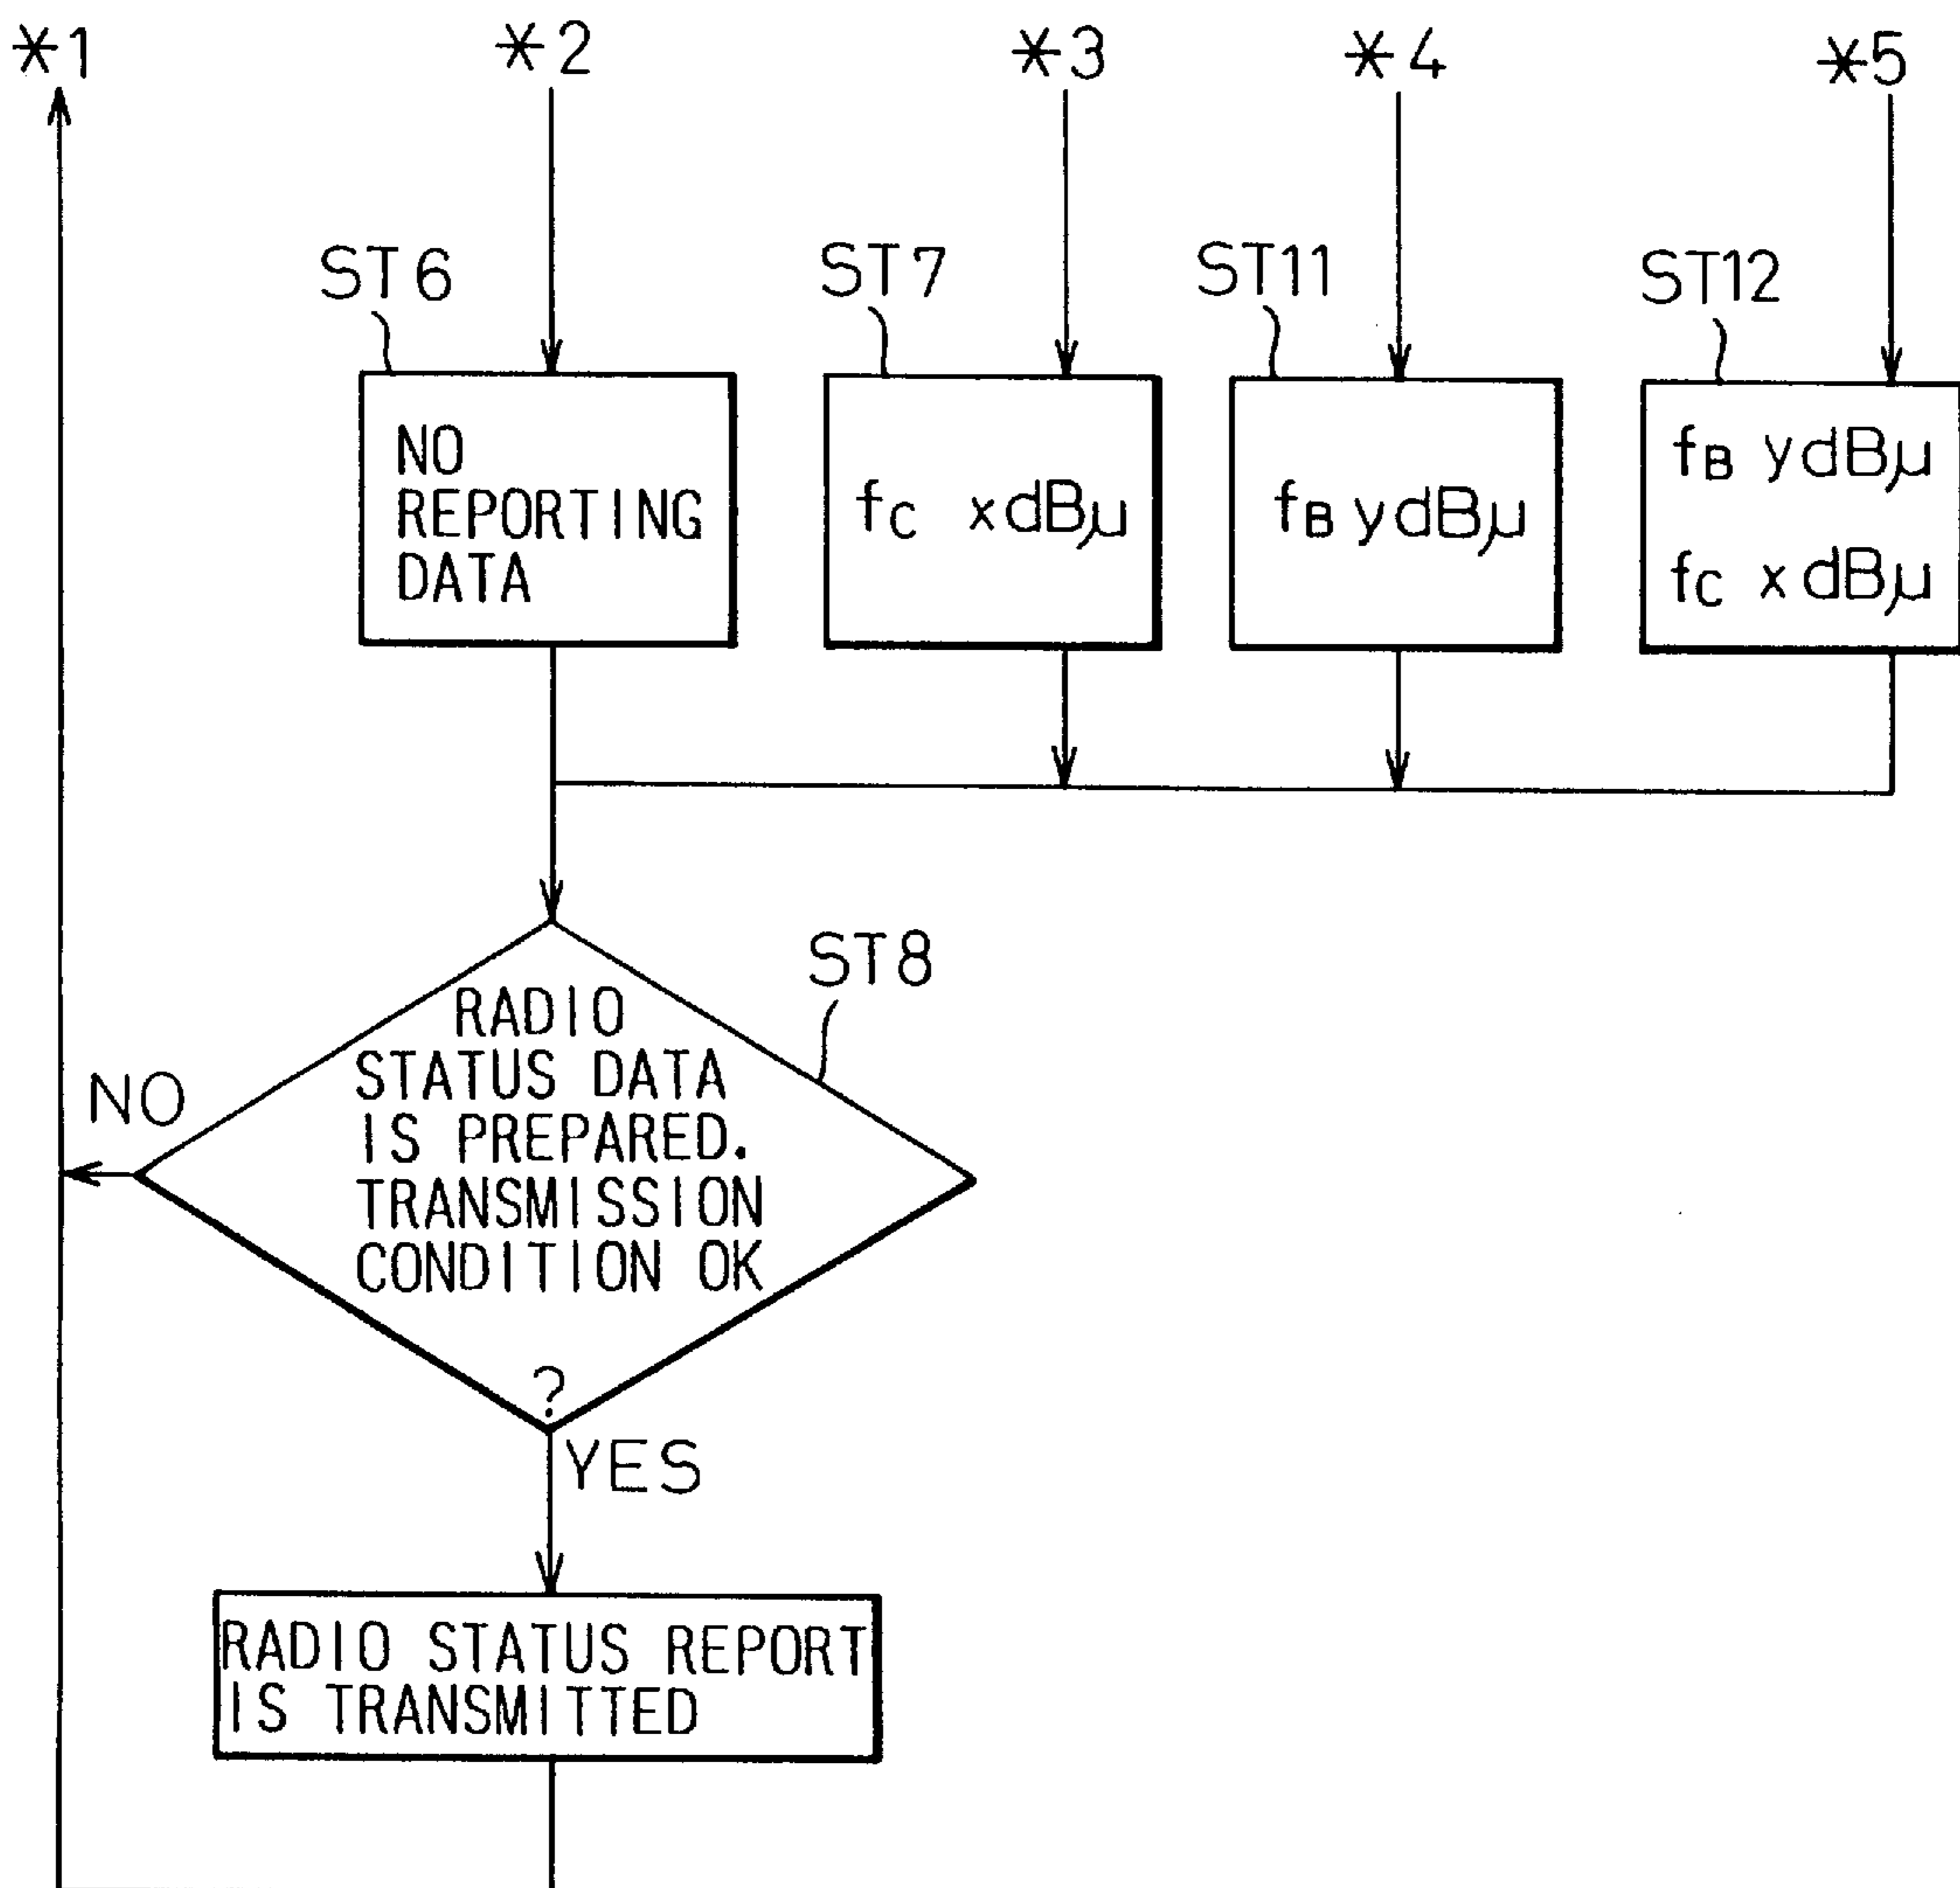 *1
*2
*3
*4
*5
ST6
ST7
ST11
ST12
NO
REPORTING
DATA
fC xdBμ
fB ydBμ
fB ydBμ
fC xdBμ
ST8
RADIO
STATUS DATA
IS PREPARED.
TRANSMISSION
CONDITION OK
?
NO
YES
RADIO STATUS REPORT
IS TRANSMITTED